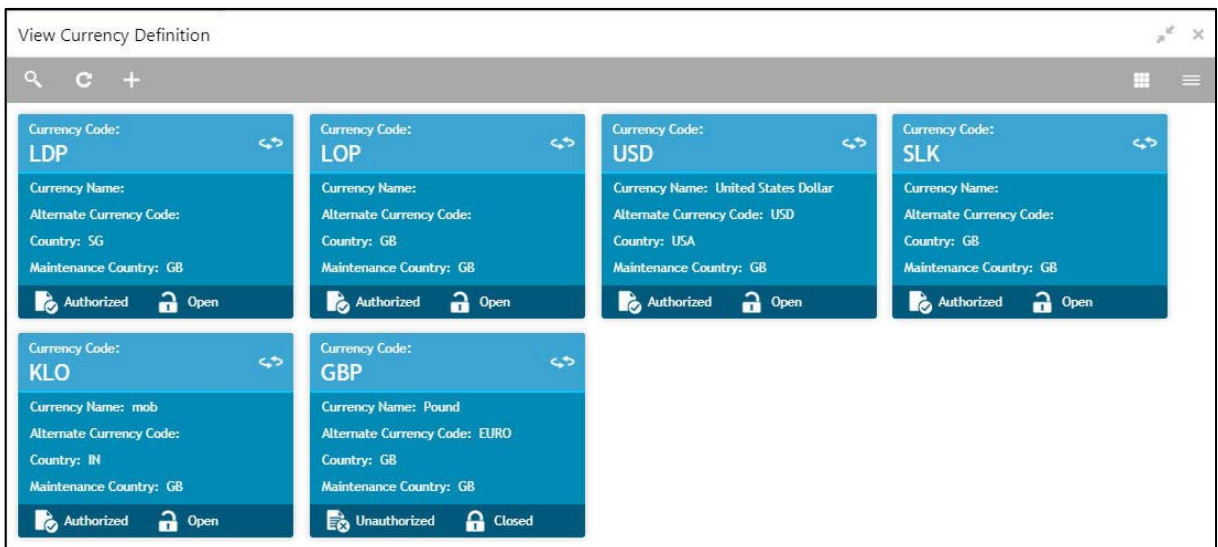 View Currency Definition
Currency Code:
LDP
Currency Name:
Alternate Currency Code:
Country: SG
Maintenance Country: GB
Authorized Open
Currency Code:
LOP
Currency Name:
Alternate Currency Code:
Country: GB
Maintenance Country: GB
Authorized Open
Currency Code:
USD
Currency Name: United States Dollar
Alternate Currency Code: USD
Country: USA
Maintenance Country: GB
Authorized Open
Currency Code:
SLK
Currency Name:
Alternate Currency Code:
Country: GB
Maintenance Country: GB
Authorized Open
Currency Code:
KLO
Currency Name: mob
Alternate Currency Code:
Country: IN
Maintenance Country: GB
Authorized Open
Currency Code:
GBP
Currency Name: Pound
Alternate Currency Code: EURO
Country: GB
Maintenance Country: GB
Unauthorized Closed